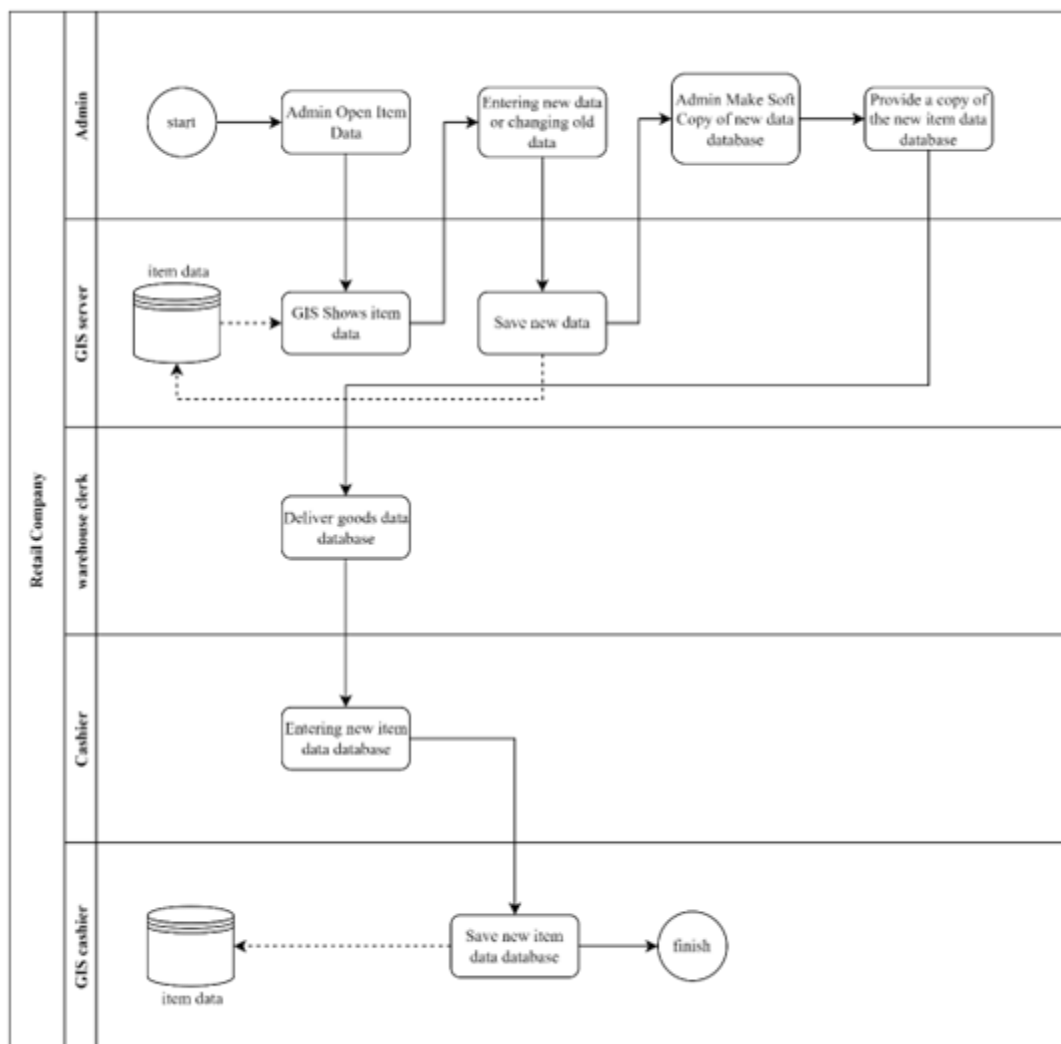 Retail Company
Admin
start
Admin Open Item
Data
Entering new data
or changing old
data
Admin Make Soft
Copy of new data
database
Provide a copy of
the new item data
database
GIS server
item data
GIS Shows item
data
Save new data
warehouse clerk
Deliver goods data
database
Cashier
Entering new item
data database
GIS cashier
item data
Save new item
data database
finish